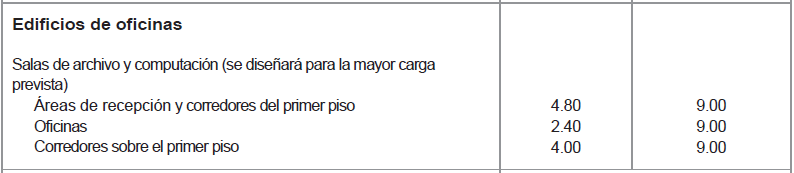 Edificios de oficinas
Salas de archivo y computación (se diseñará para la mayor carga
prevista)
Áreas de recepción y corredores del primer piso 4.80 9.00
Oficinas 2.40 9.00
Corredores sobre el primer piso 4.00 9.00